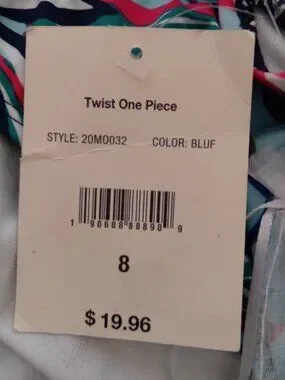 Twist One Piece
STYLE: 20MO032 COLOR: BLUF
1 90608 88890 9
8
$ 19.96